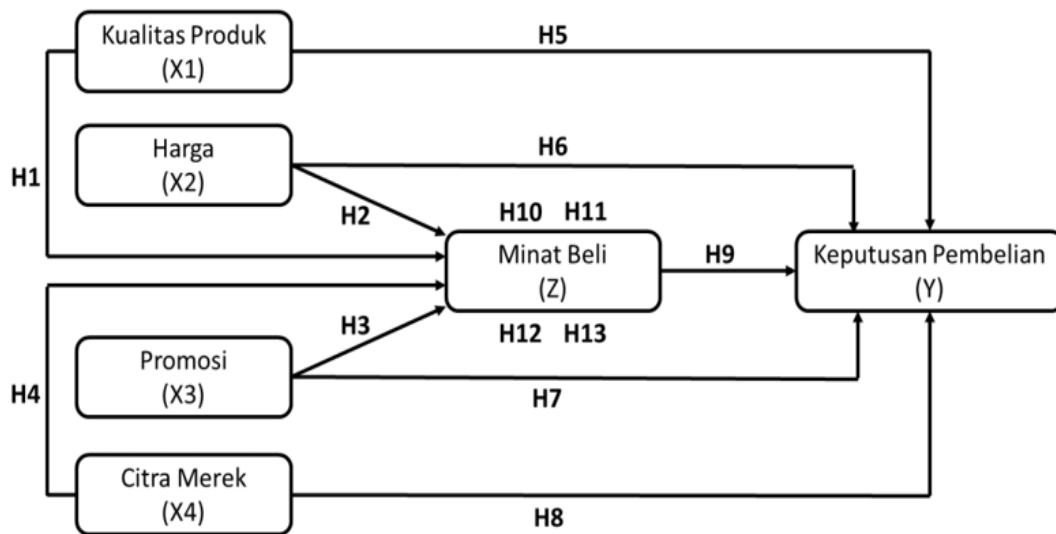 Kualitas Produk
(X1)
H5
Harga
(X2)
H6
H1
H2
H10 H11
Minat Beli
(Z)
H9
Keputusan Pembelian
(Y)
H12 H13
H3
Promosi
(X3)
H7
H4
Citra Merek
(X4)
H8